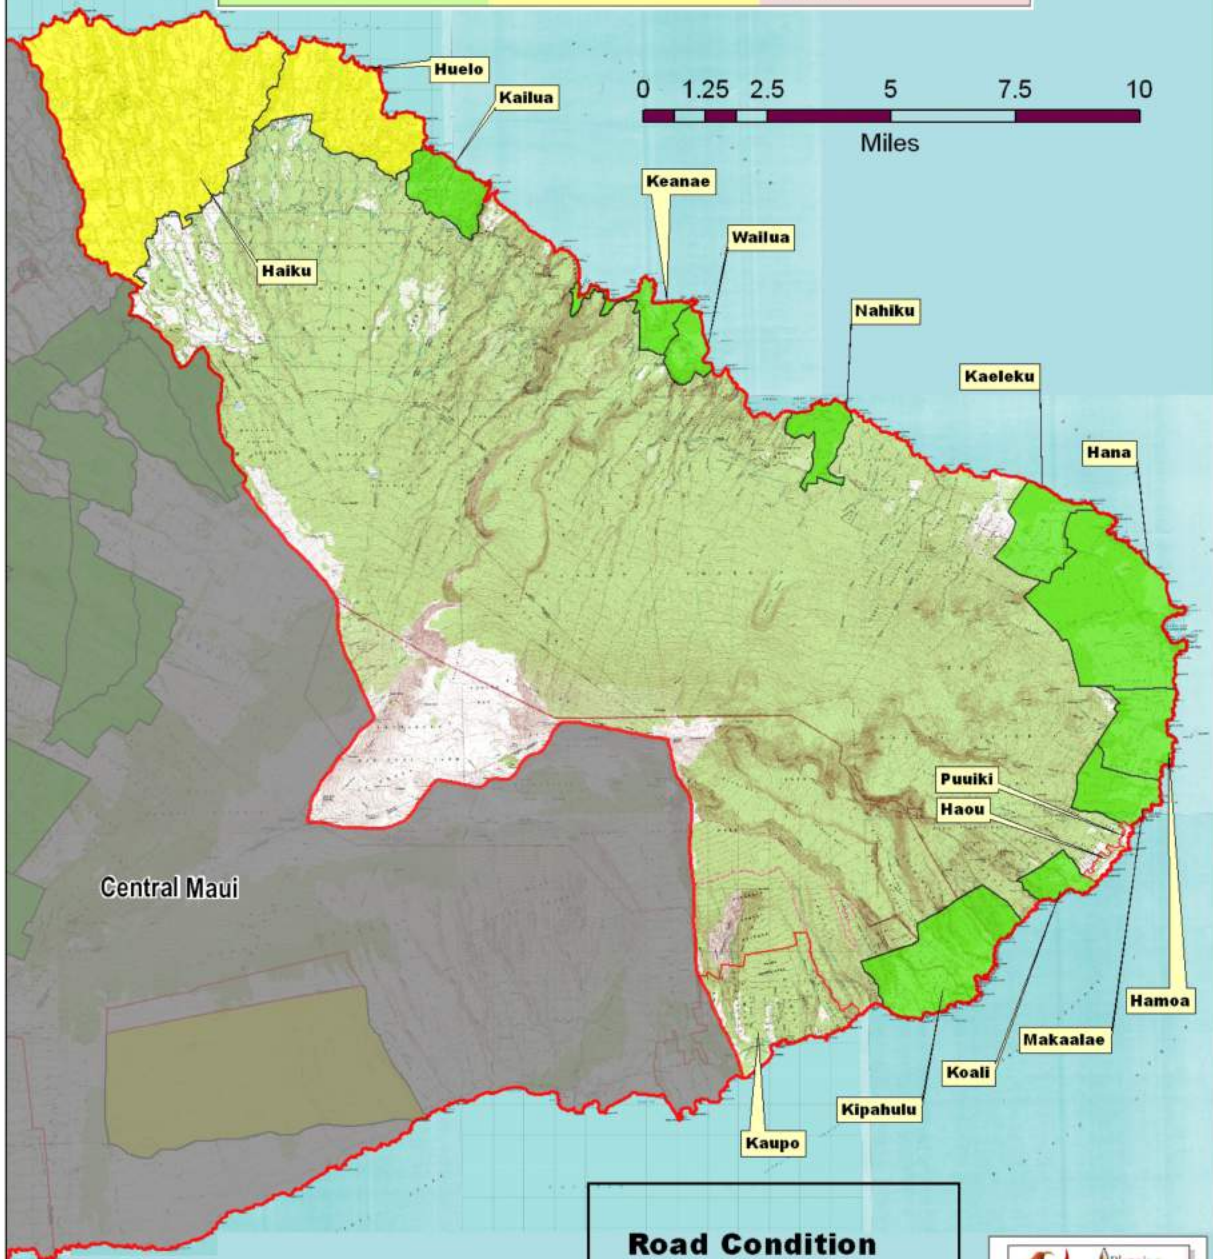 Huelo
Kailua
0 1.25 2.5 5 7.5 10
Miles
Keanae
Wailua
Haiku
Nahiku
Kaeleku
Hana
Puuiki
Haou
Central Maui
Hamoa
Makaalae
Koali
Kipahulu
Kaupo
Road Condition